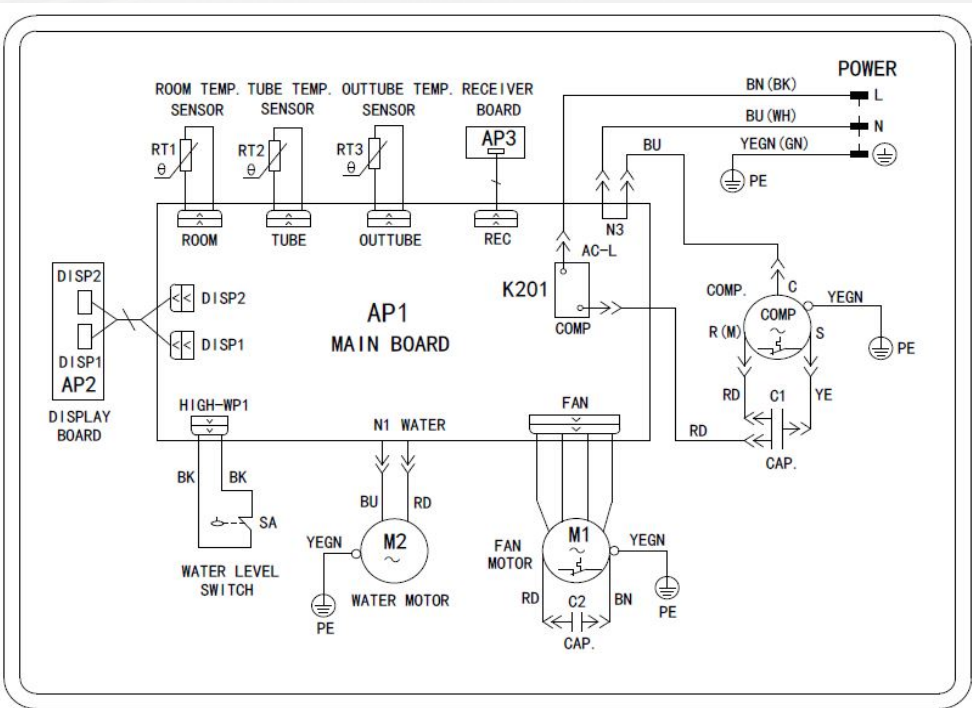 POWER
BN(BK)
L
BU(WH)
N
YEGN(GN)
PE
BU
ROOM TEMP. TUBE TEMP. OUTTUBE TEMP. RECEIVER
SENSOR SENSOR SENSOR BOARD
AP3
RT1
θ
RT2
θ
RT3
θ
ROOM
TUBE
OUTTUBE
REC
N3
AC-L
K201
COMP
DISP2
DISP1
AP2
DISPLAY
BOARD
DISP2
DISP1
AP1
MAIN BOARD
COMP.
C
COMP
~
R(M)
S
YEGN
PE
RD
C1
YE
RD
CAP.
HIGH-WP1
N1 WATER
FAN
BK
BK
SA
WATER LEVEL
SWITCH
BU
RD
M2
~
YEGN
PE
WATER MOTOR
M1
~
FAN
MOTOR
YEGN
PE
RD
C2
BN
CAP.